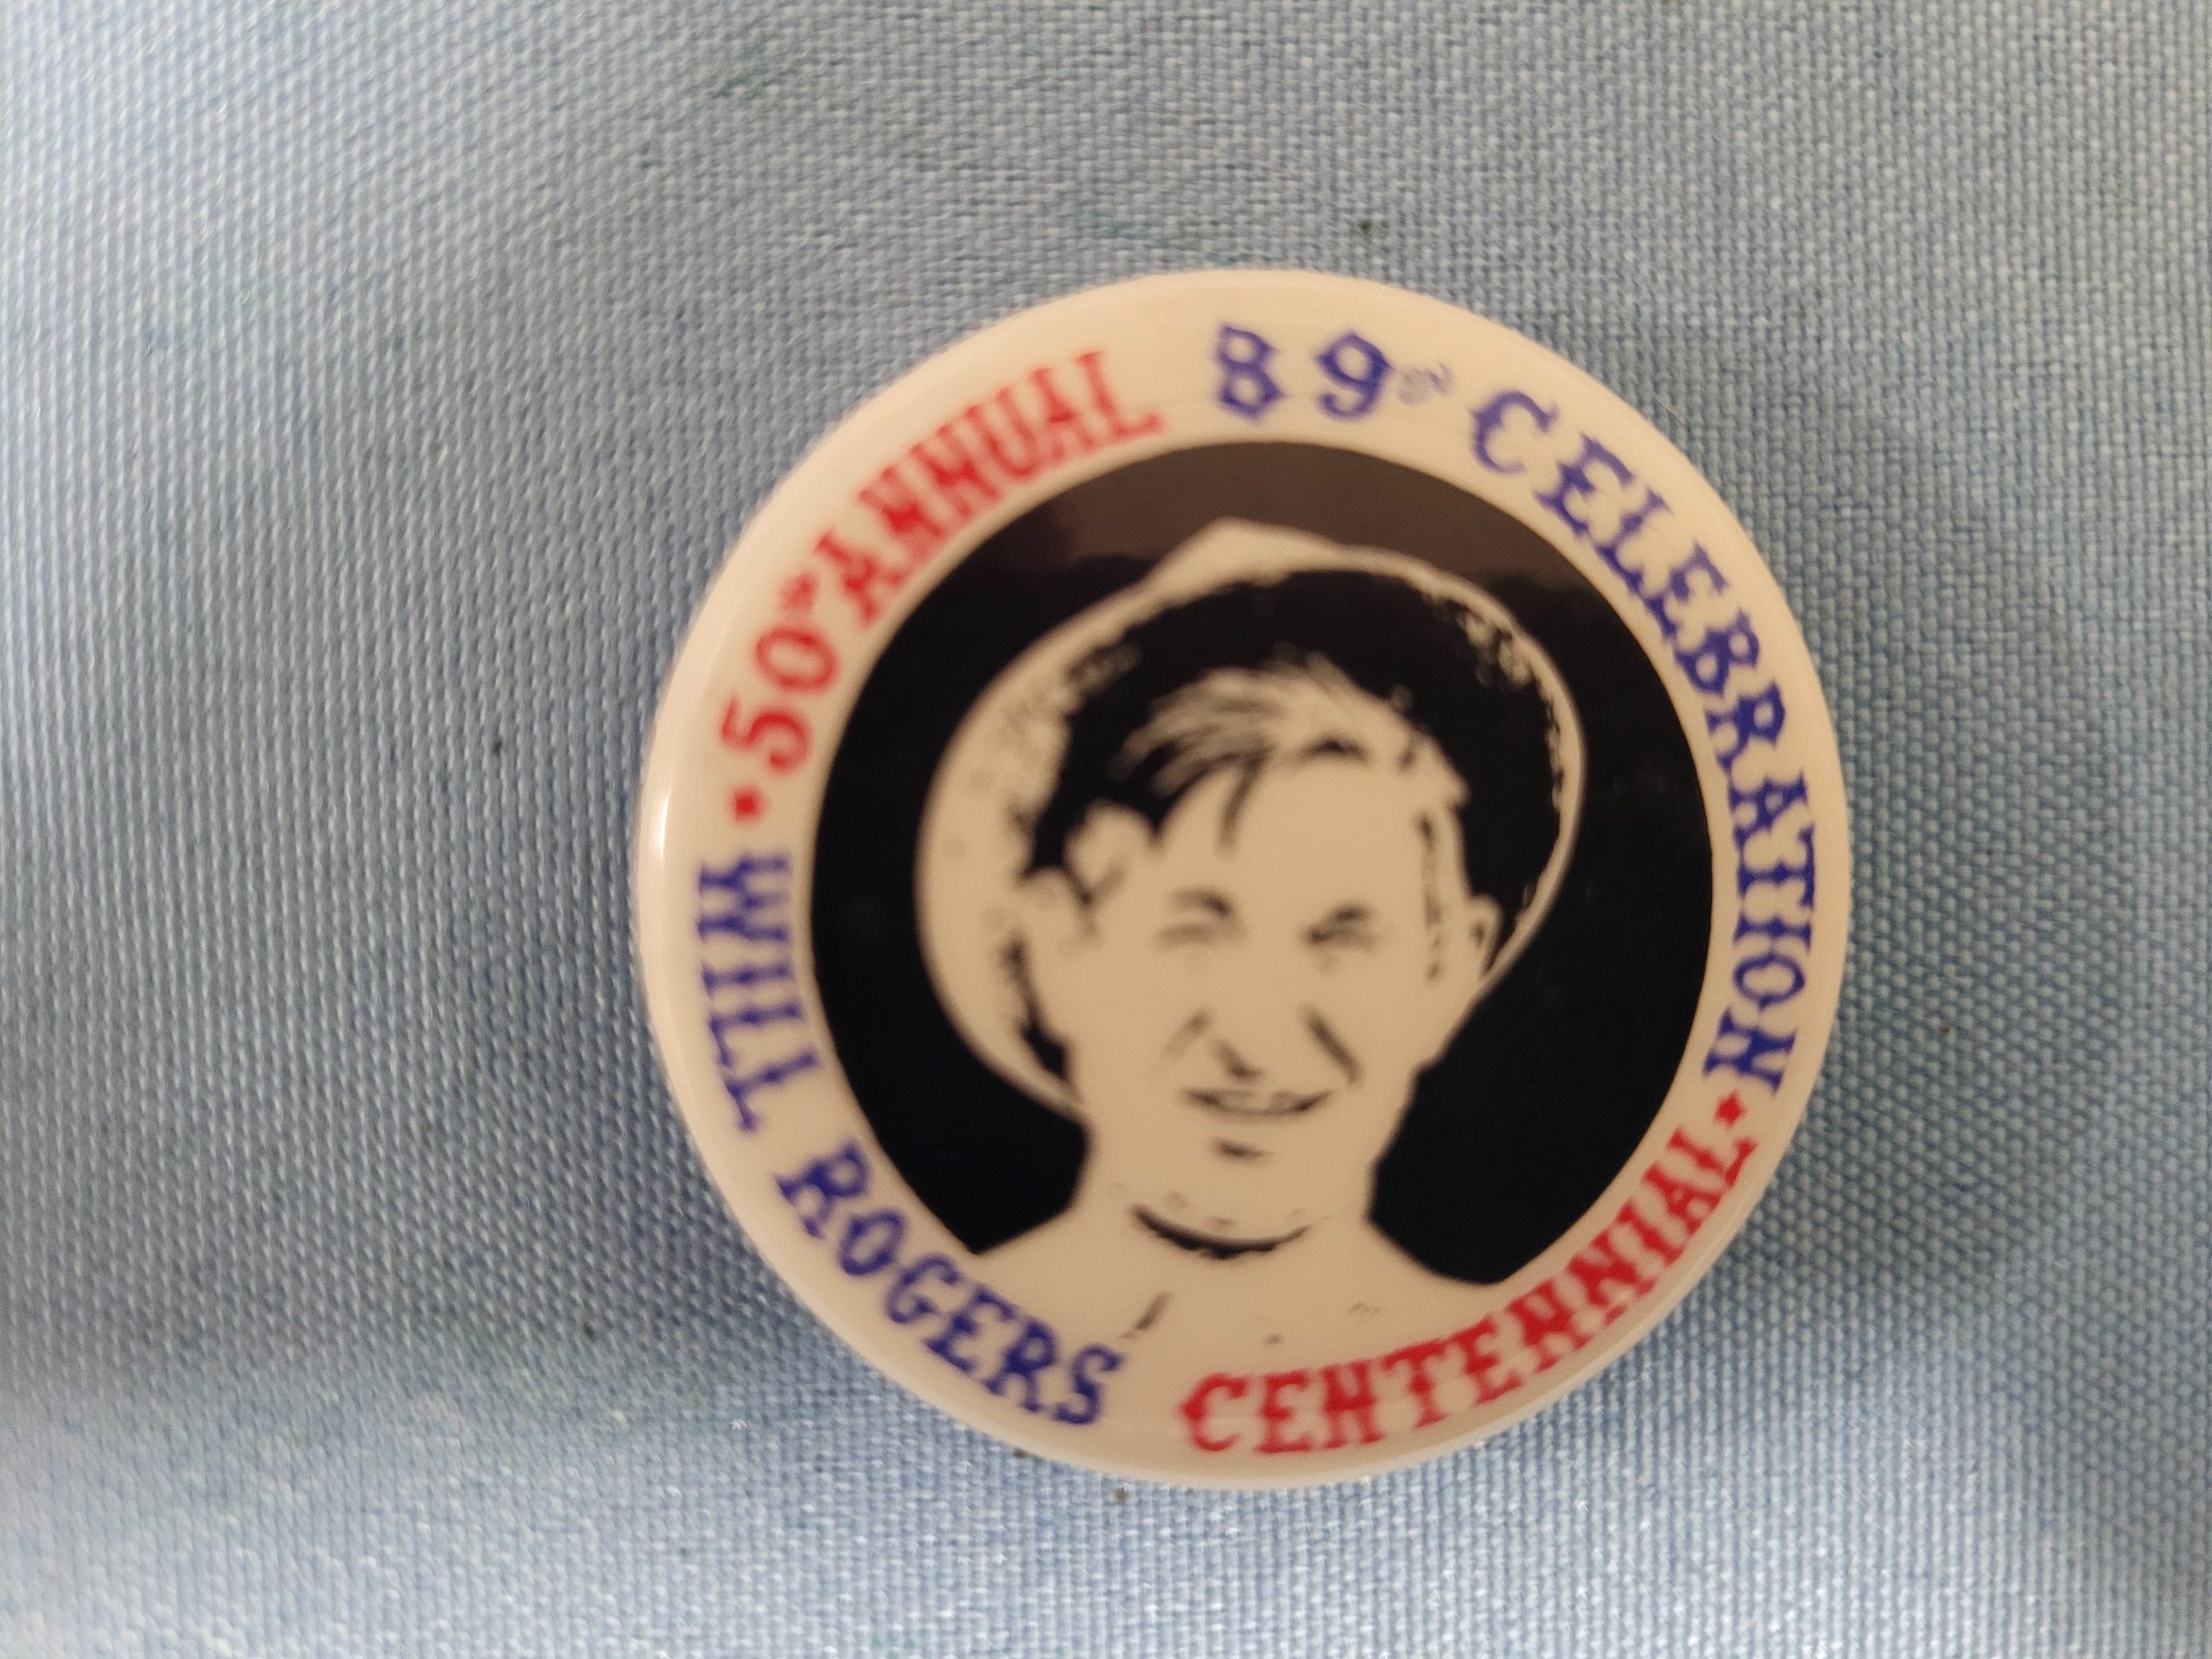 50TH ANNUAL 89ER CELEBRATION
WILL ROGERS CENTENNIAL